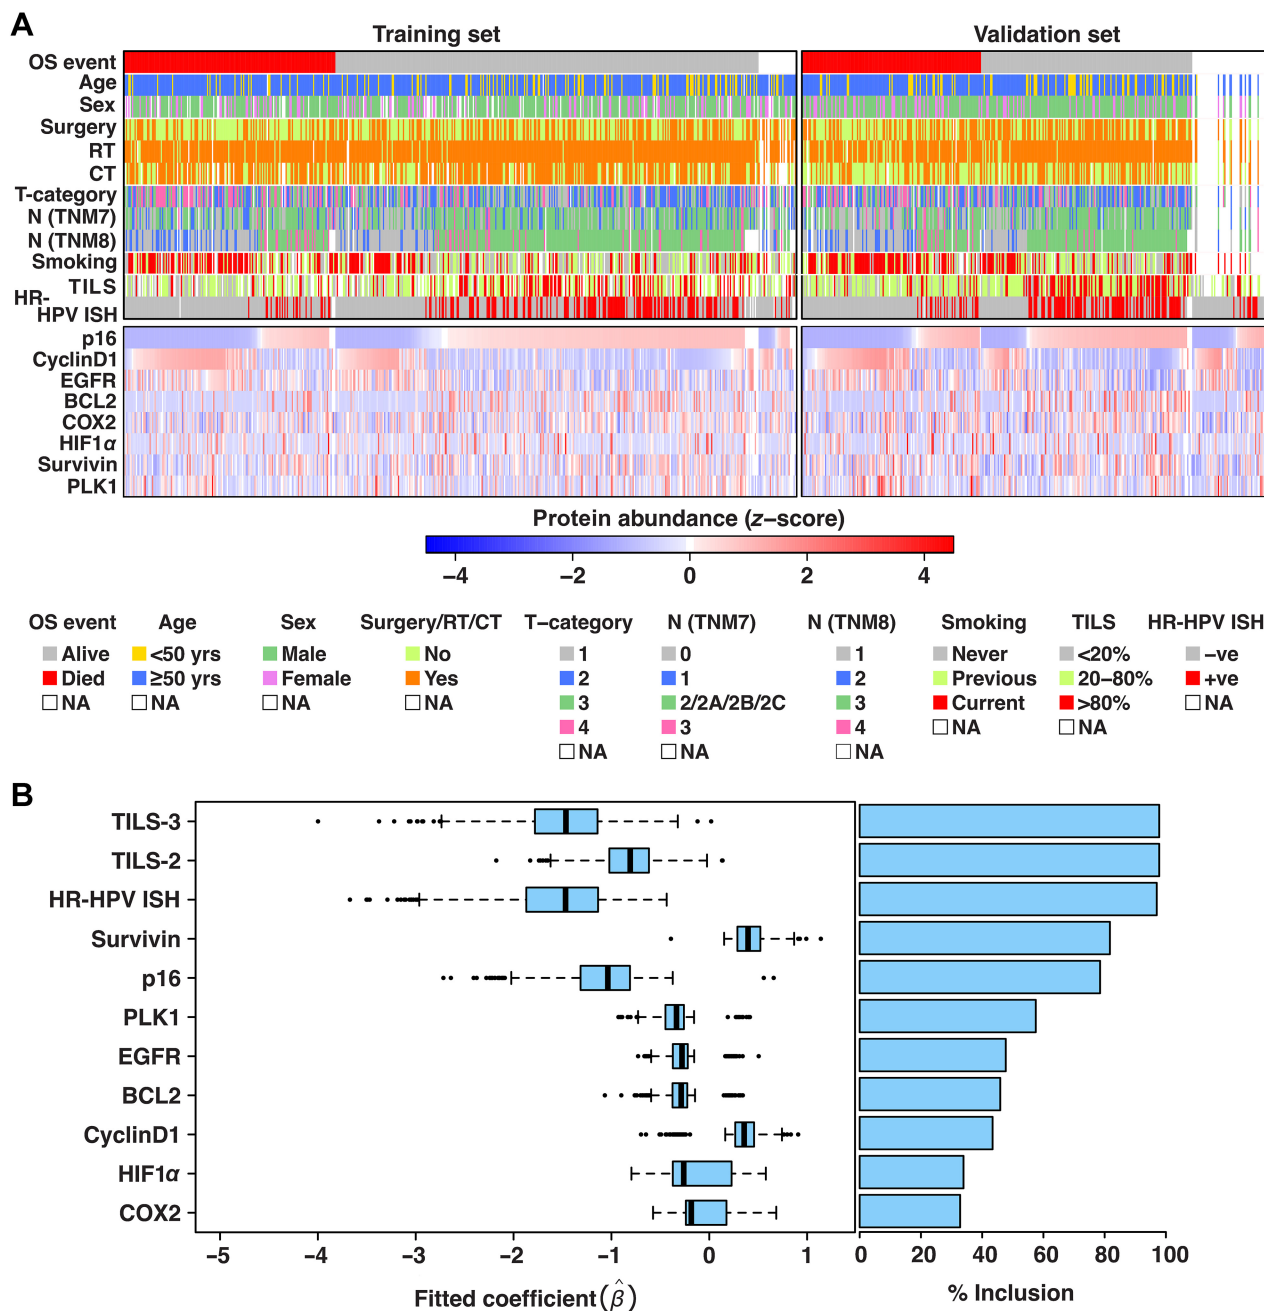 A
Training set
Validation set
OS event
Age
Sex
Surgery
RT
CT
T-category
N (TNM7)
N (TNM8)
Smoking
TILS
HR-
HPV ISH
p16
CyclinD1
EGFR
BCL2
COX2
HIF1α
Survivin
PLK1
Protein abundance (z−score)
−4 −2 0 2 4
OS event Age Sex Surgery/RT/CT T−category N (TNM7) N (TNM8) Smoking TILS HR-HPV ISH
Alive <50 yrs Male No 1 0 1 Never <20% −ve
Died ≥50 yrs Female Yes 2 1 2 Previous 20−80% +ve
NA NA NA NA 3 2/2A/2B/2C 3 Current >80% NA
4 3 4 NA NA
NA NA NA
B
TILS-3
TILS-2
HR-HPV ISH
Survivin
p16
PLK1
EGFR
BCL2
CyclinD1
HIF1α
COX2
−5 −4 −3 −2 −1 0 1 0 20 40 60 80 100
Fitted coefficient (β̂) % Inclusion